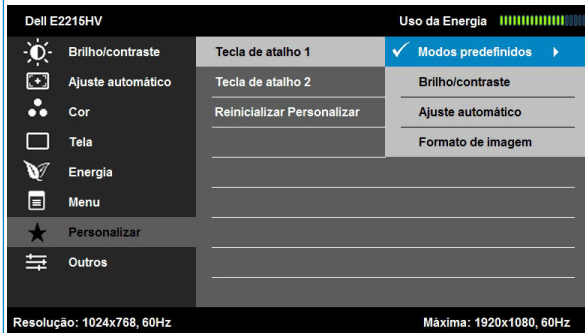 Dell E2215HV Uso da Energia
Brilho/contraste Tecla de atalho 1 Modos predefinidos
Ajuste automático Tecla de atalho 2 Brilho/contraste
Cor Reinicializar Personalizar Ajuste automático
Tela Formato de imagem
Energia
Menu
Personalizar
Outros
Resolução: 1024x768, 60Hz Máxima: 1920x1080, 60Hz